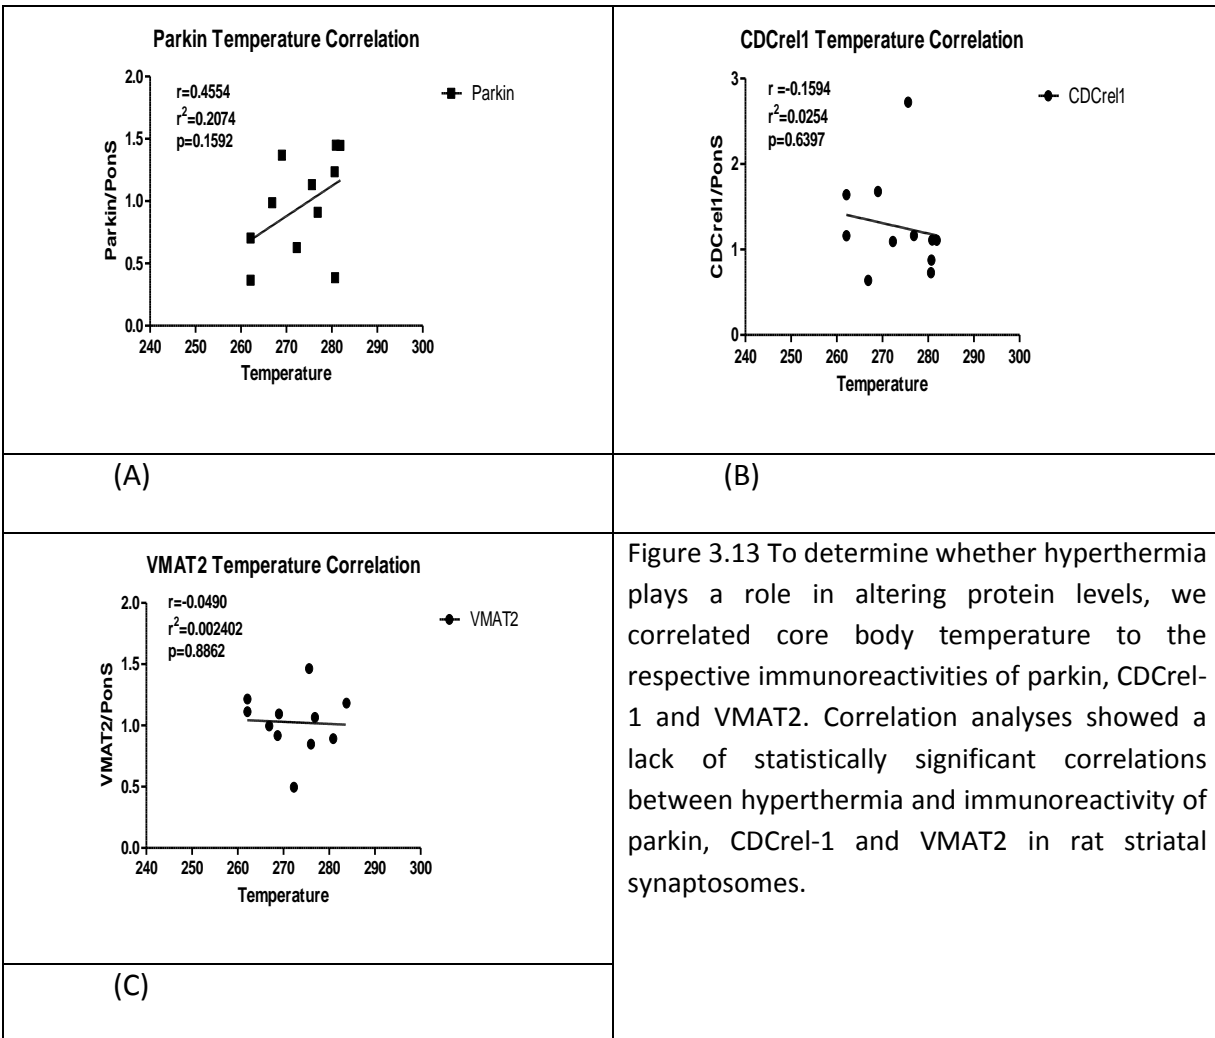 Parkin Temperature Correlation
r=0.4554
r²=0.2074
p=0.1592
Parkin
2.0
1.5
1.0
0.5
0.0
Parkin/PonS
240 250 260 270 280 290 300
Temperature
(A)
CDCrel1 Temperature Correlation
r =-0.1594
r²=0.0254
p=0.6397
CDCrel1
3
2
1
0
CDCrel1/PonS
240 250 260 270 280 290 300
Temperature
(B)
VMAT2 Temperature Correlation
r=-0.0490
r²=0.002402
p=0.8862
VMAT2
2.0
1.5
1.0
0.5
0.0
VMAT2/PonS
240 250 260 270 280 290 300
Temperature
(C)
Figure 3.13 To determine whether hyperthermia
plays a role in altering protein levels, we
correlated core body temperature to the
respective immunoreactivities of parkin, CDCrel-
1 and VMAT2. Correlation analyses showed a
lack of statistically significant correlations
between hyperthermia and immunoreactivity of
parkin, CDCrel-1 and VMAT2 in rat striatal
synaptosomes.